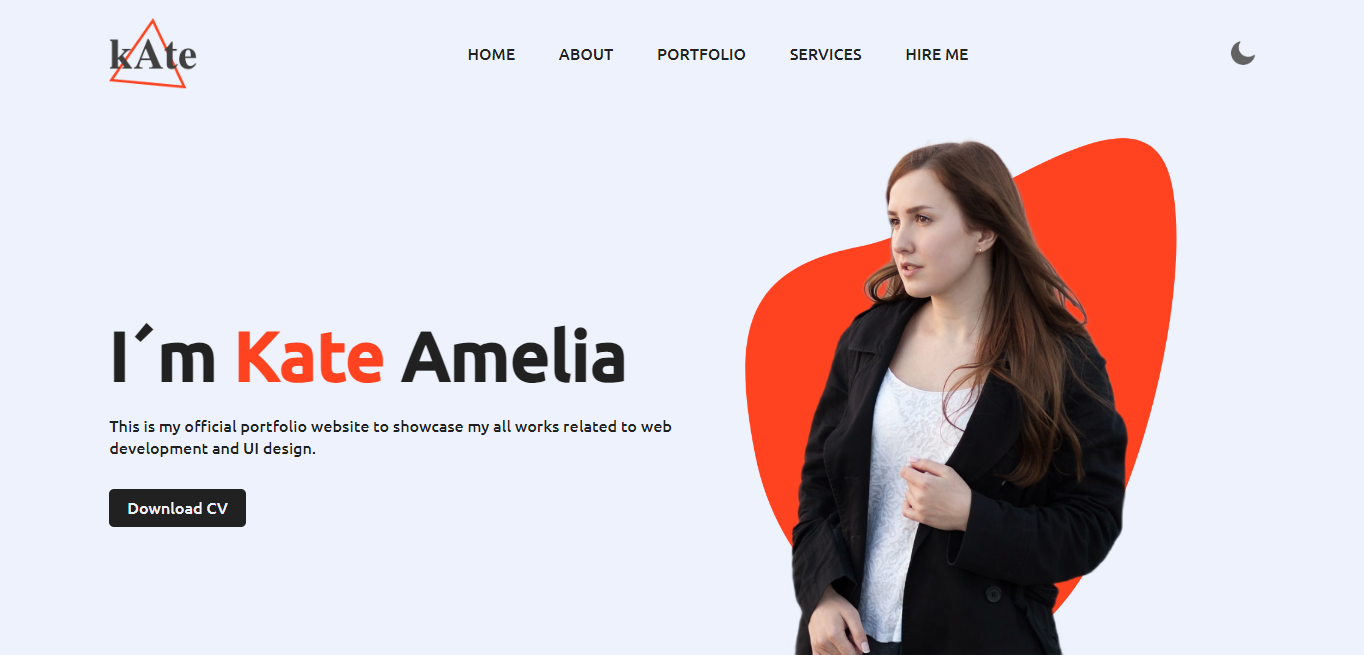 kAte
HOME ABOUT PORTFOLIO SERVICES HIRE ME
I´m Kate Amelia
This is my official portfolio website to showcase my all works related to web
development and UI design.
Download CV